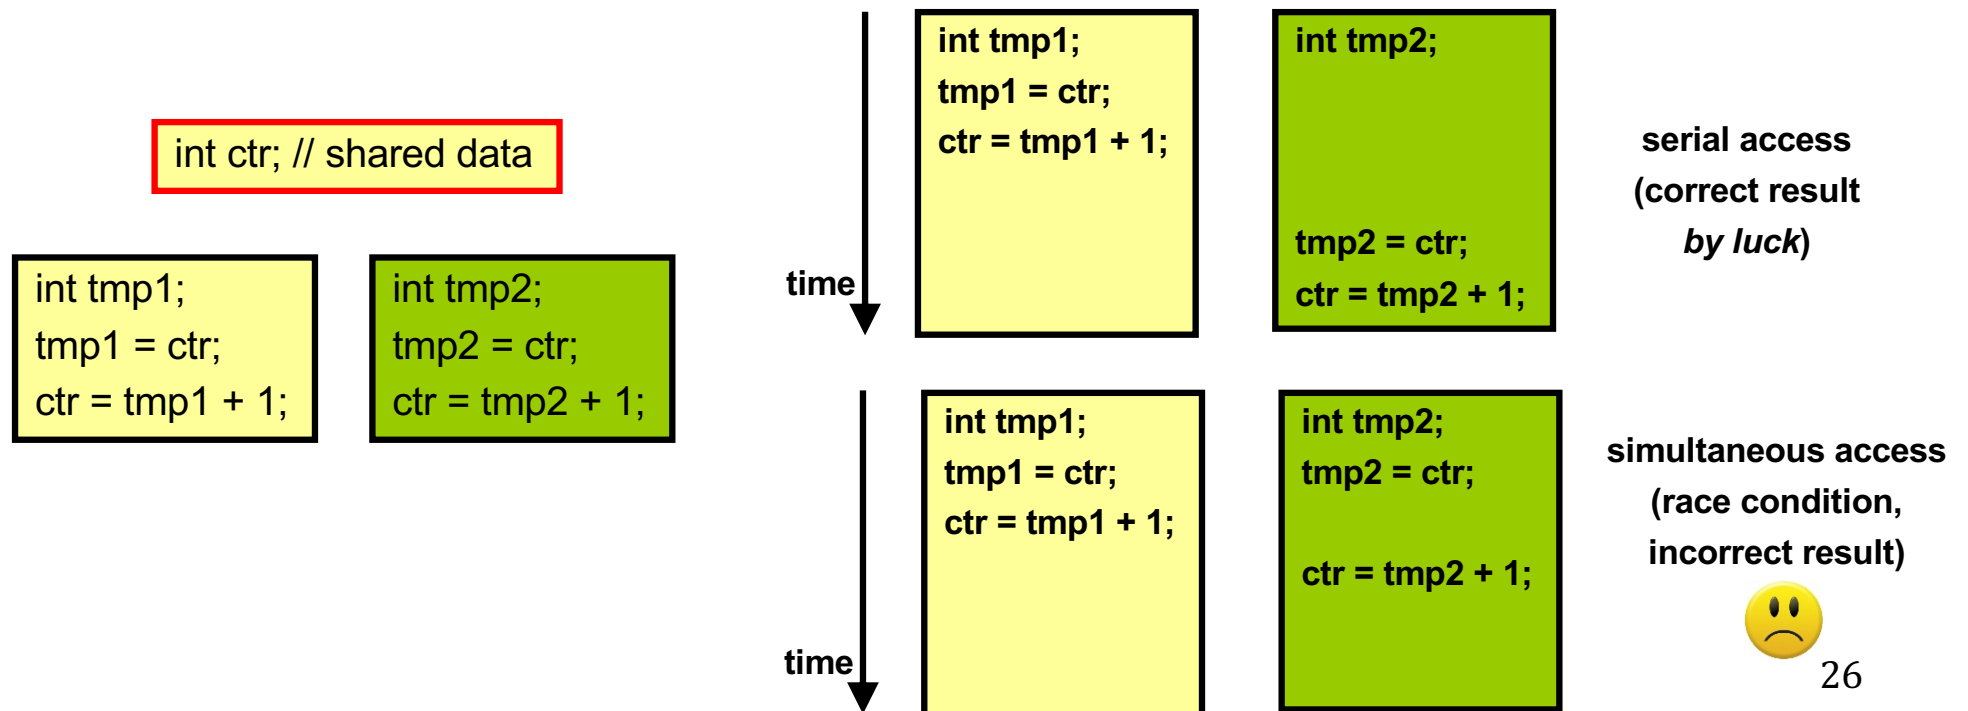 int ctr; // shared data
int tmp1;
tmp1 = ctr;
ctr = tmp1 + 1;
int tmp2;
tmp2 = ctr;
ctr = tmp2 + 1;
time
int tmp1;
tmp1 = ctr;
ctr = tmp1 + 1;
int tmp2;
tmp2 = ctr;
ctr = tmp2 + 1;
serial access
(correct result
by luck)
time
int tmp1;
tmp1 = ctr;
ctr = tmp1 + 1;
int tmp2;
tmp2 = ctr;
ctr = tmp2 + 1;
simultaneous access
(race condition,
incorrect result)
26